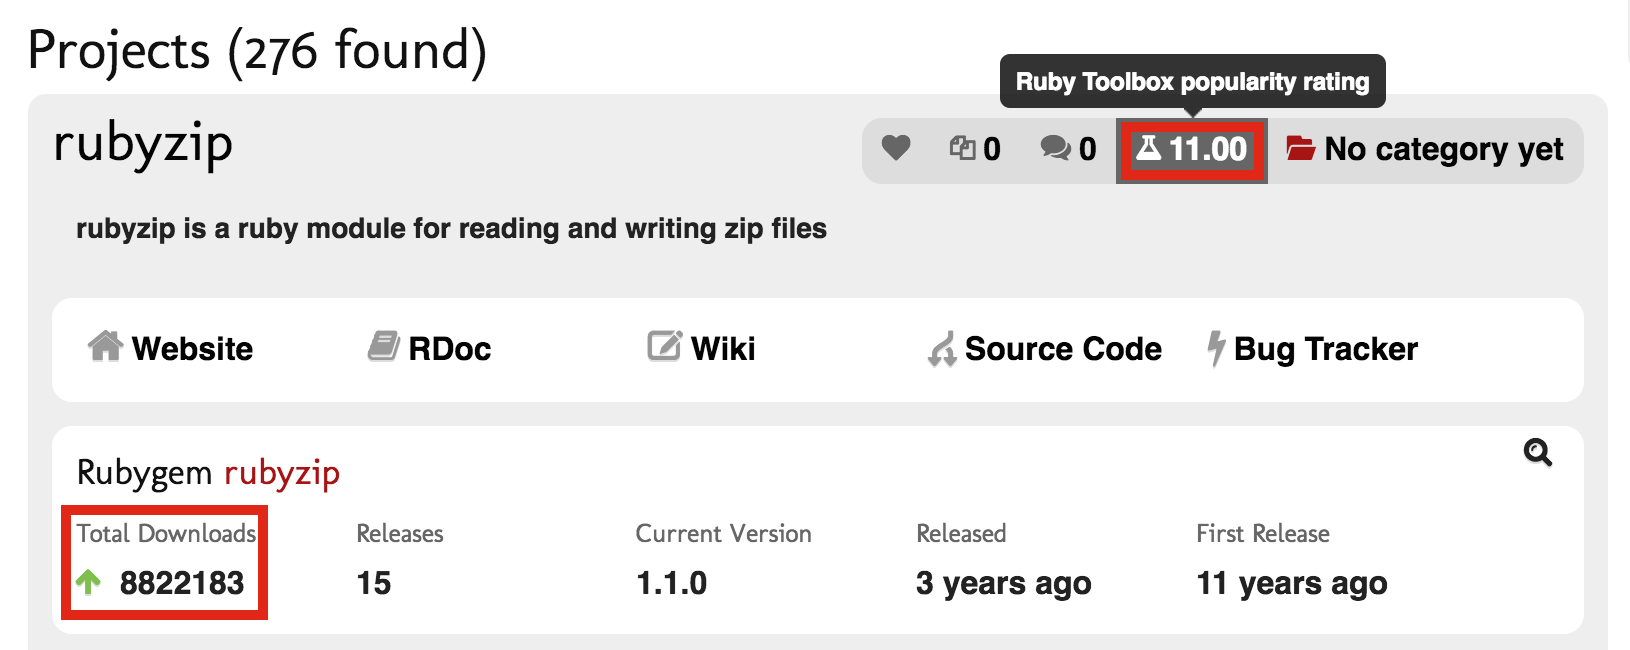 Projects (276 found)
Ruby Toolbox popularity rating
rubyzip
0
0
11.00
No category yet
rubyzip is a ruby module for reading and writing zip files
Website
RDoc
Wiki
Source Code
Bug Tracker
Rubygem rubyzip
Total Downloads
Releases
Current Version
Released
First Release
8822183
15
1.1.0
3 years ago
11 years ago